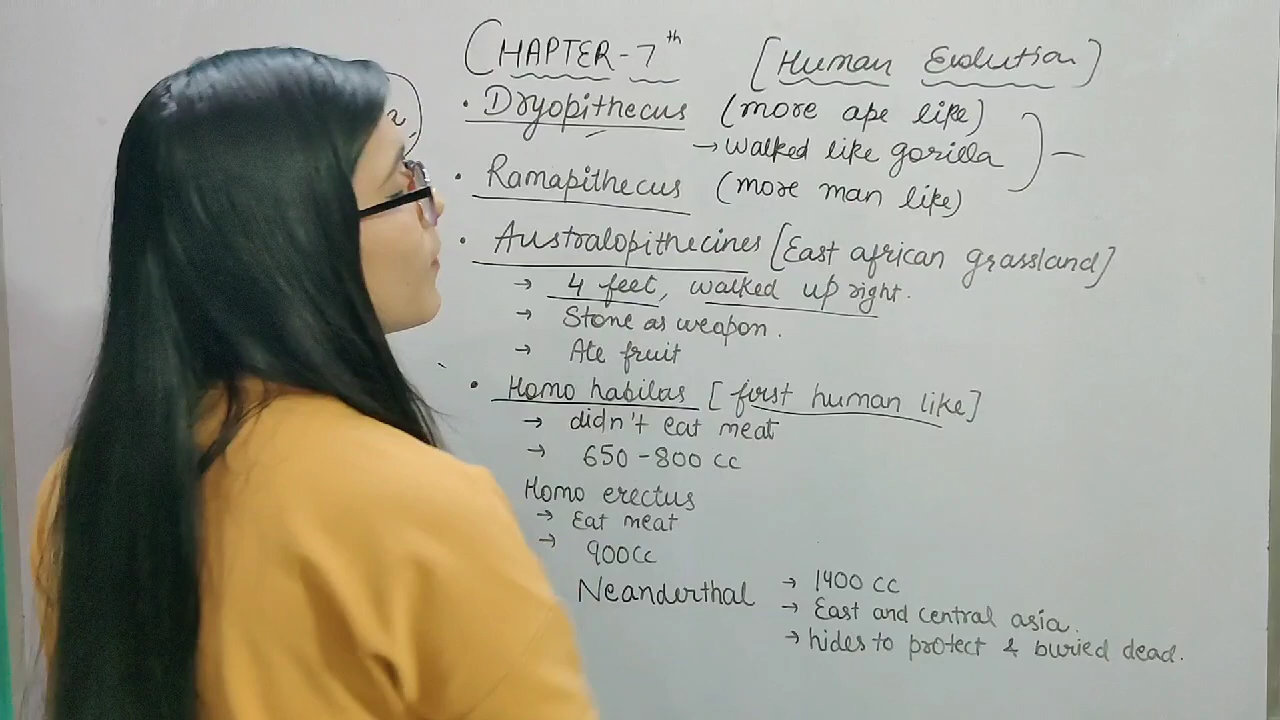 CHAPTER-7th [Human Evolution]
• Dryopithecus (more ape like)
→ walked like gorilla
• Ramapithecus (more man like)
• Australopithecines [East african grassland]
→ 4 feet, walked up right.
→ Stone as weapon.
→ Ate fruit
• Homo habilas [first human like]
→ didn't eat meat
→ 650-800 cc
Homo erectus
→ Eat meat
→ 900cc
Neanderthal → 1400 cc
→ East and central asia.
→ hides to protect & buried dead.